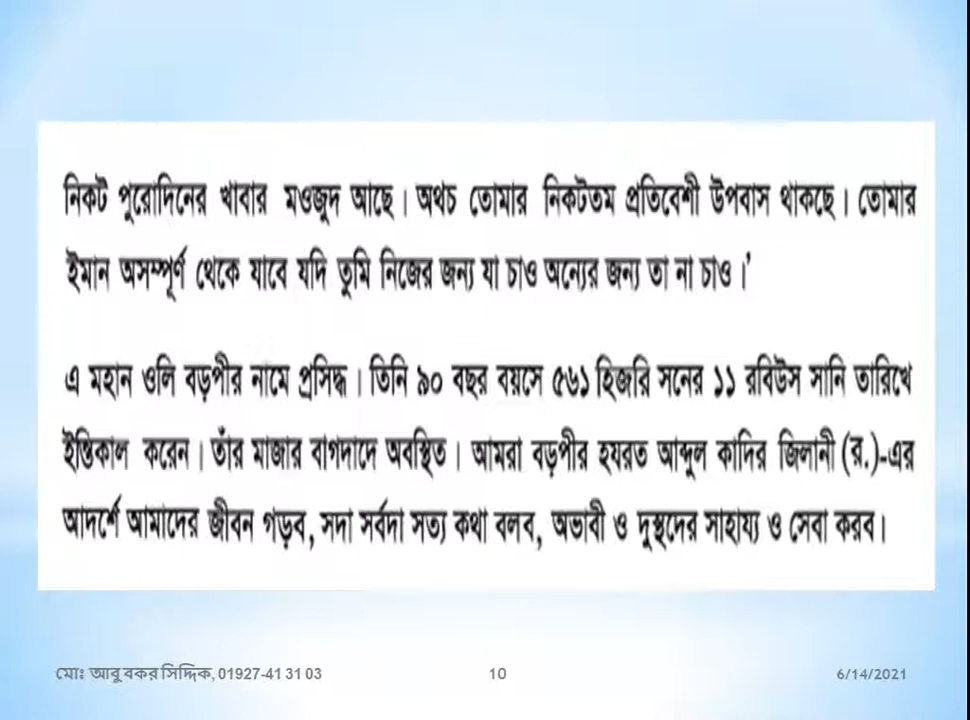 নিকট পুরোদিনের খাবার মওজুদ আছে। অথচ তোমার নিকটতম প্রতিবেশী উপবাস থাকছে। তোমার
ইমান অসম্পূর্ণ থেকে যাবে যদি তুমি নিজের জন্য যা চাও অন্যের জন্য তা না চাও।’
এ মহান ওলি বড়পীর নামে প্রসিদ্ধ। তিনি ৯০ বছর বয়সে ৫৬১ হিজরি সনের ১১ রবিউস সানি তারিখে
ইন্তিকাল করেন। তাঁর মাজার বাগদাদে অবস্থিত। আমরা বড়পীর হযরত আব্দুল কাদির জিলানী (র.)-এর
আদর্শে আমাদের জীবন গড়ব, সদা সর্বদা সত্য কথা বলব, অভাবী ও দুস্থদের সাহায্য ও সেবা করব।
মোঃ আবু বকর সিদ্দিক, 01927-41 31 03
10
6/14/2021